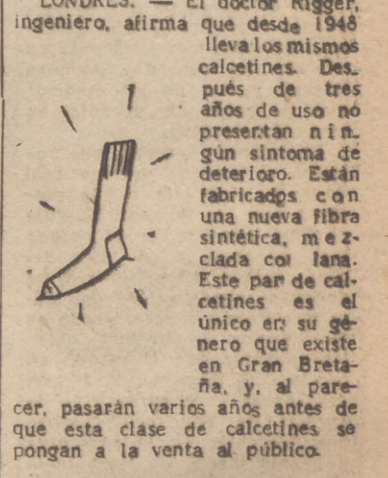 LONDRES. — El doctor Rigger,
ingeniero, afirma que desde 1948
lleva los mismos
calcetines. Des-
pués de tres
años de uso no
presentan nin-
gún síntoma de
deterioro. Están
fabricados con
una nueva fibra
sintética, mez-
clada con lana.
Este par de cal-
cetines es el
único en su gé-
nero que existe
en Gran Breta-
ña, y, al pare-
cer, pasarán varios años antes de
que esta clase de calcetines se
pongan a la venta al público.